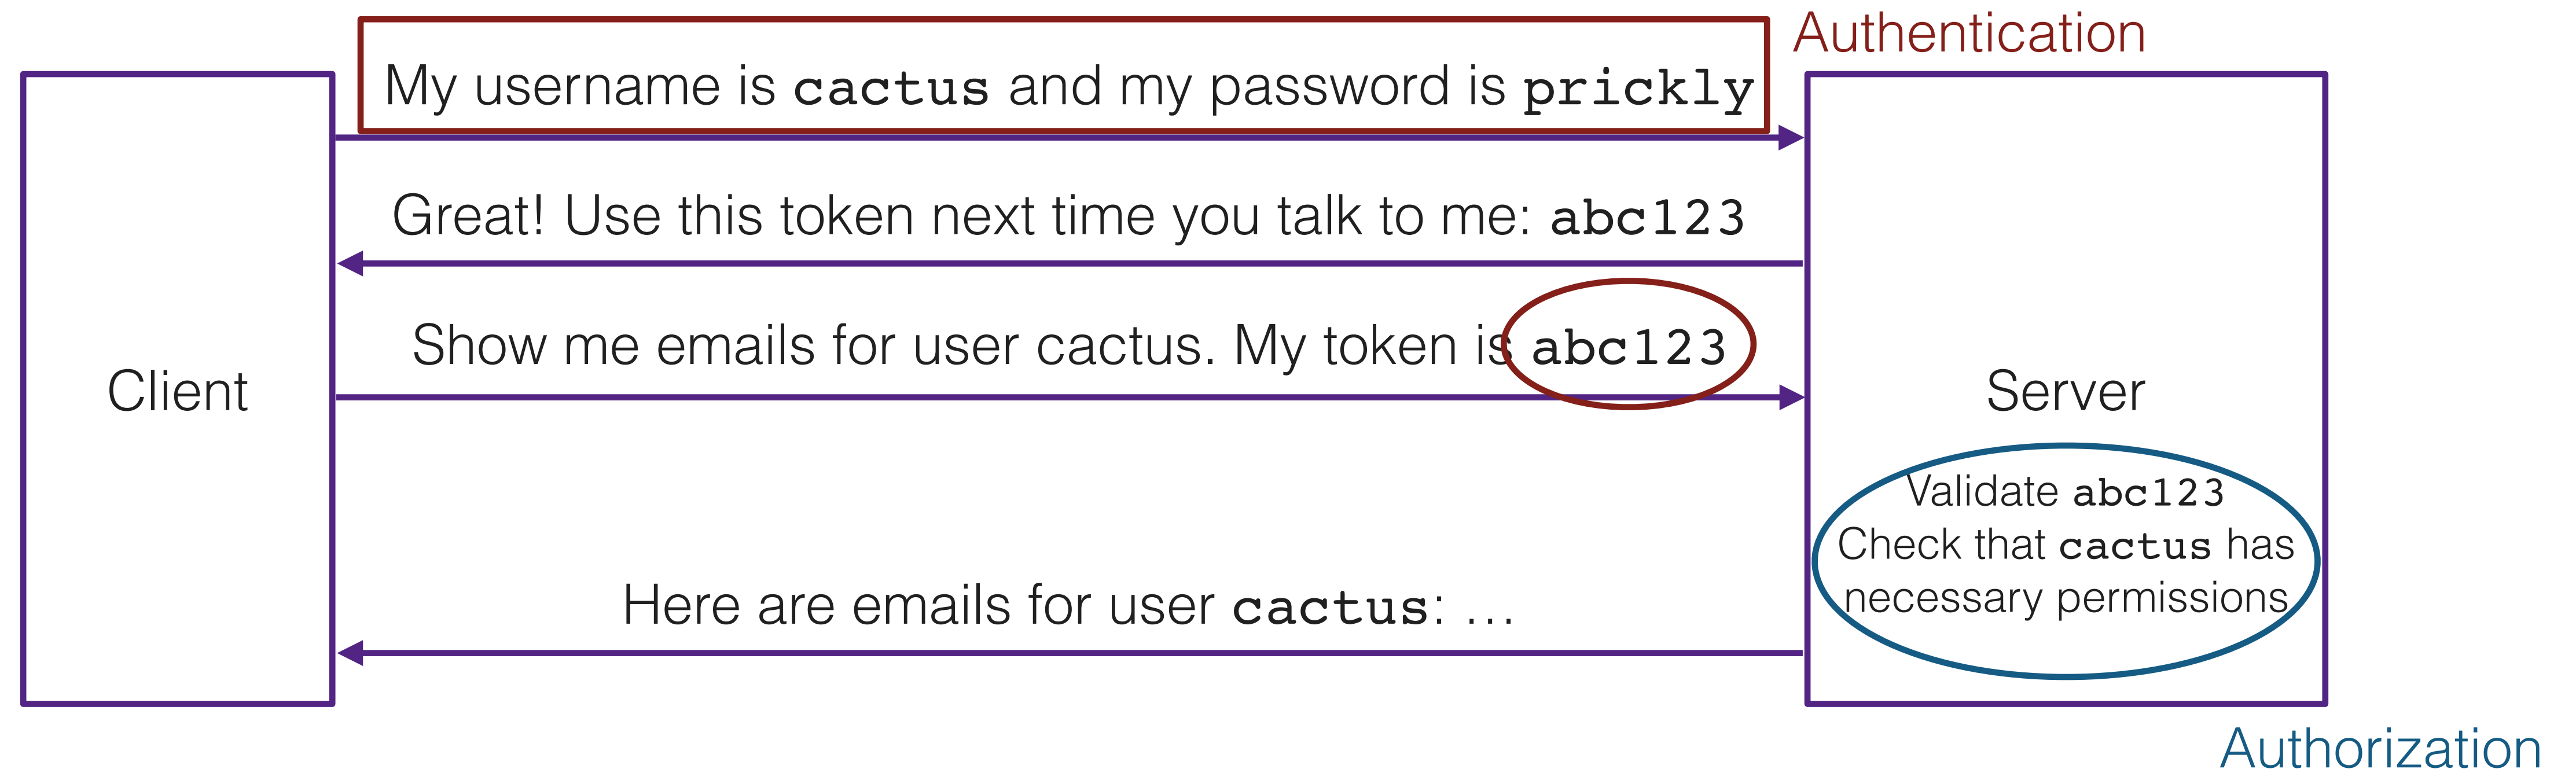 Authentication
My username is cactus and my password is prickly
Great! Use this token next time you talk to me: abc123
Show me emails for user cactus. My token is abc123
Client
Server
Validate abc123
Check that cactus has
necessary permissions
Here are emails for user cactus: …
Authorization